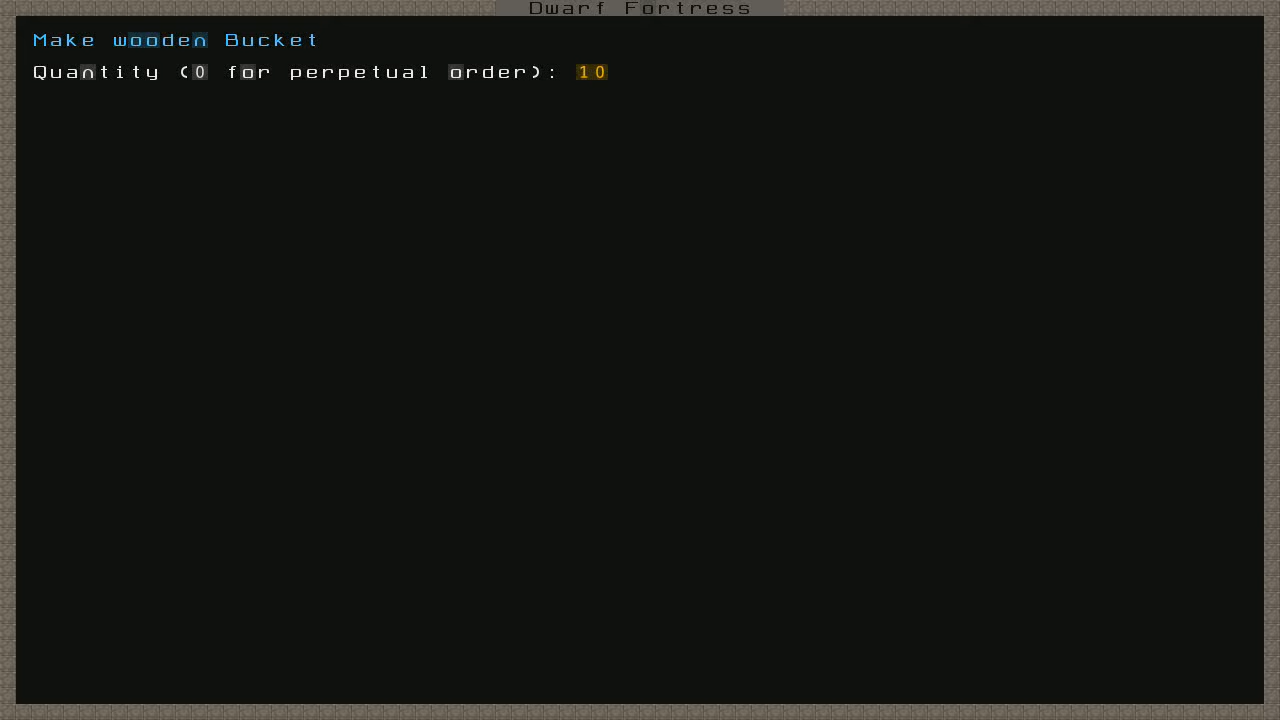 Dwarf Fortress
Make wooden Bucket
Quantity (0 for perpetual order): 10